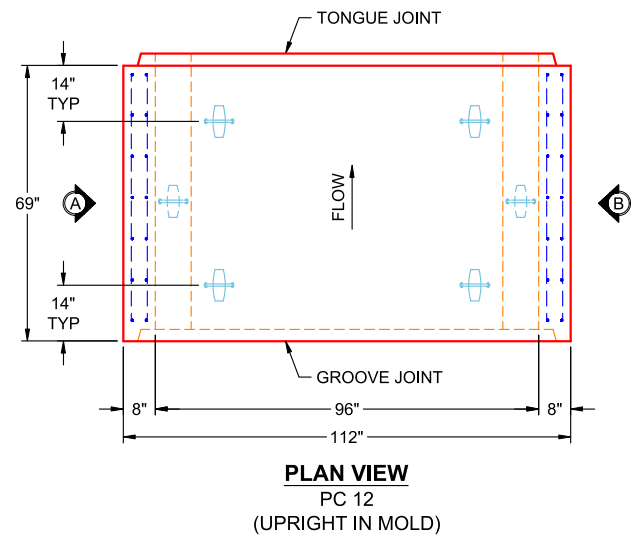 TONGUE JOINT
14"
TYP
69"
A
FLOW
B
14"
TYP
GROOVE JOINT
8"
96"
8"
112"
PLAN VIEW
PC 12
(UPRIGHT IN MOLD)